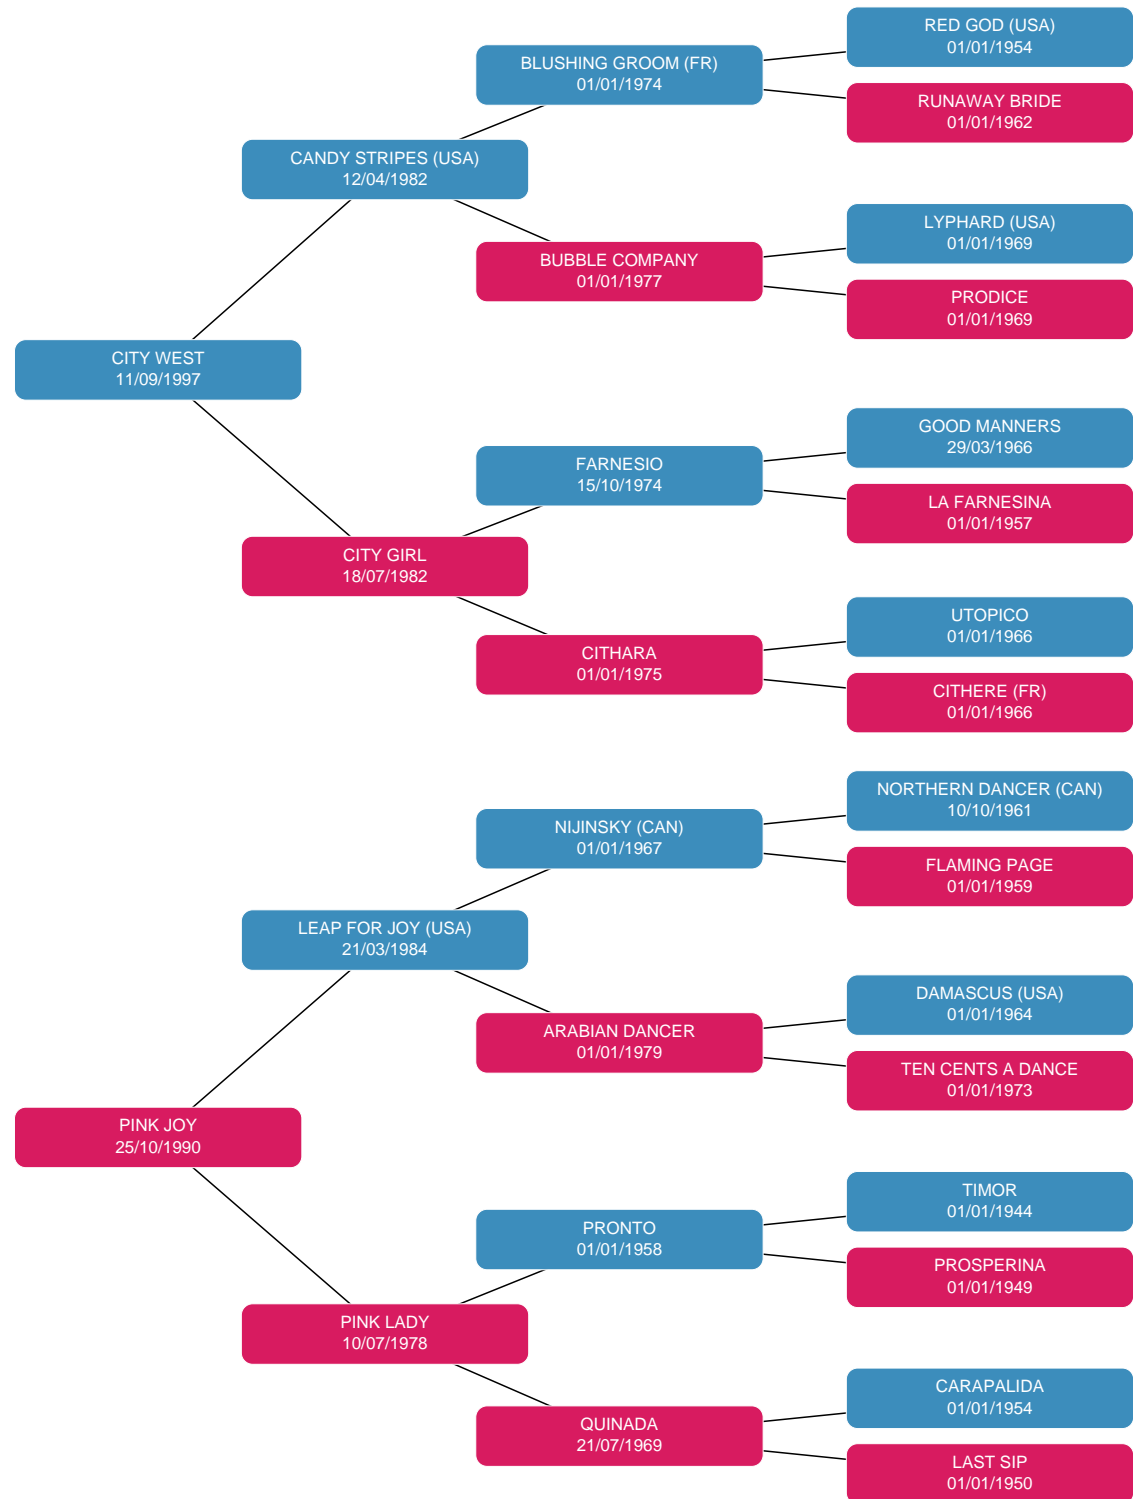 RED GOD (USA)
01/01/1954
BLUSHING GROOM (FR)
01/01/1974
RUNAWAY BRIDE
01/01/1962
CANDY STRIPES (USA)
12/04/1982
LYPHARD (USA)
01/01/1969
BUBBLE COMPANY
01/01/1977
PRODICE
01/01/1969
CITY WEST
11/09/1997
GOOD MANNERS
29/03/1966
FARNESIO
15/10/1974
LA FARNESINA
01/01/1957
CITY GIRL
18/07/1982
UTOPICO
01/01/1966
CITHARA
01/01/1975
CITHERE (FR)
01/01/1966
NORTHERN DANCER (CAN)
10/10/1961
NIJINSKY (CAN)
01/01/1967
FLAMING PAGE
01/01/1959
LEAP FOR JOY (USA)
21/03/1984
DAMASCUS (USA)
01/01/1964
ARABIAN DANCER
01/01/1979
TEN CENTS A DANCE
01/01/1973
PINK JOY
25/10/1990
TIMOR
01/01/1944
PRONTO
01/01/1958
PROSPERINA
01/01/1949
PINK LADY
10/07/1978
CARAPALIDA
01/01/1954
QUINADA
21/07/1969
LAST SIP
01/01/1950